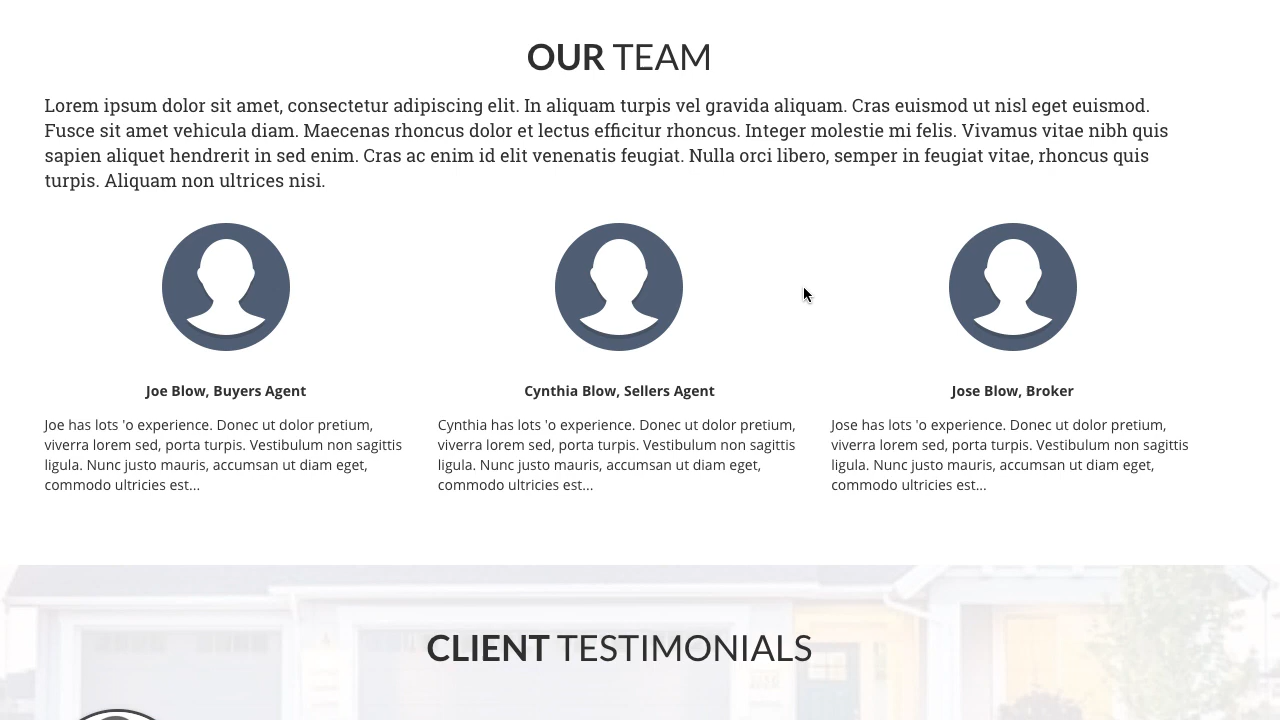 OUR TEAM
Lorem ipsum dolor sit amet, consectetur adipiscing elit. In aliquam turpis vel gravida aliquam. Cras euismod ut nisl eget euismod.
Fusce sit amet vehicula diam. Maecenas rhoncus dolor et lectus efficitur rhoncus. Integer molestie mi felis. Vivamus vitae nibh quis
sapien aliquet hendrerit in sed enim. Cras ac enim id elit venenatis feugiat. Nulla orci libero, semper in feugiat vitae, rhoncus quis
turpis. Aliquam non ultrices nisi.
Joe Blow, Buyers Agent
Joe has lots 'o experience. Donec ut dolor pretium,
viverra lorem sed, porta turpis. Vestibulum non sagittis
ligula. Nunc justo mauris, accumsan ut diam eget,
commodo ultricies est...
Cynthia Blow, Sellers Agent
Cynthia has lots 'o experience. Donec ut dolor pretium,
viverra lorem sed, porta turpis. Vestibulum non sagittis
ligula. Nunc justo mauris, accumsan ut diam eget,
commodo ultricies est...
Jose Blow, Broker
Jose has lots 'o experience. Donec ut dolor pretium,
viverra lorem sed, porta turpis. Vestibulum non sagittis
ligula. Nunc justo mauris, accumsan ut diam eget,
commodo ultricies est...
CLIENT TESTIMONIALS